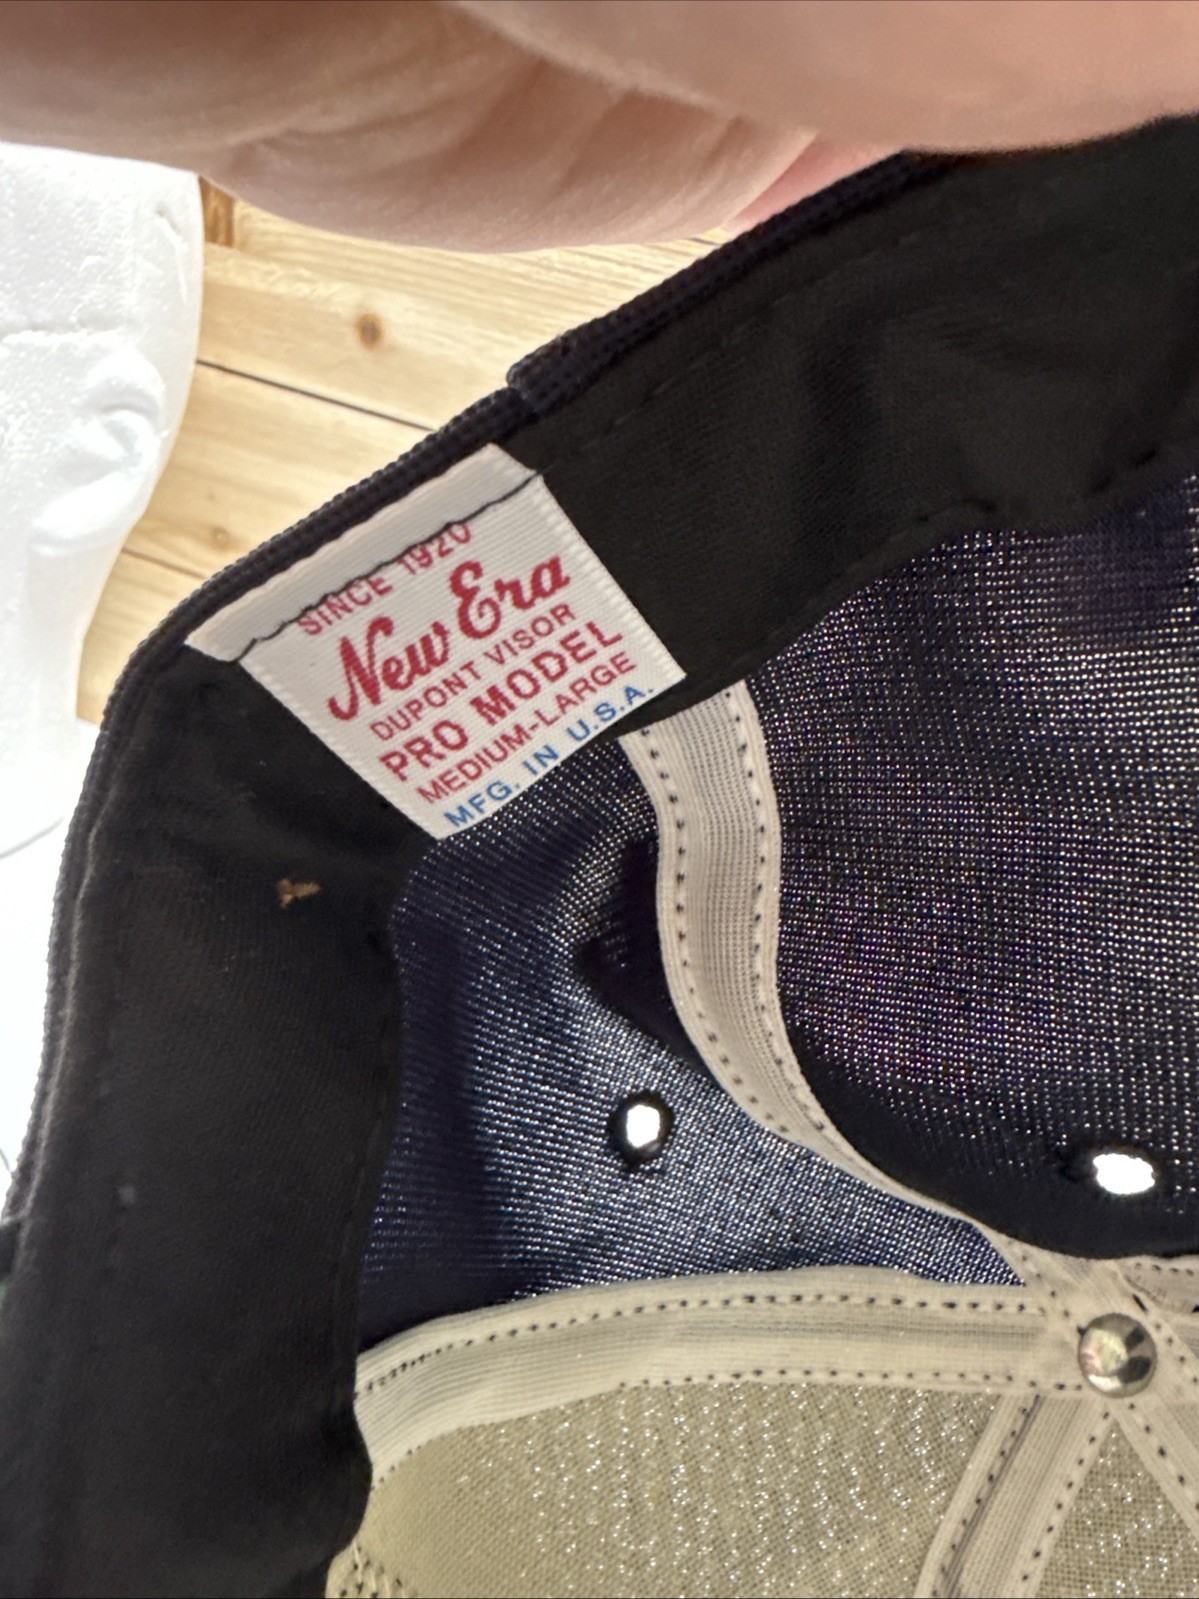 SINCE 1920
New Era
DUPONT VISOR
PRO MODEL
MEDIUM-LARGE
MFG. IN U.S.A.